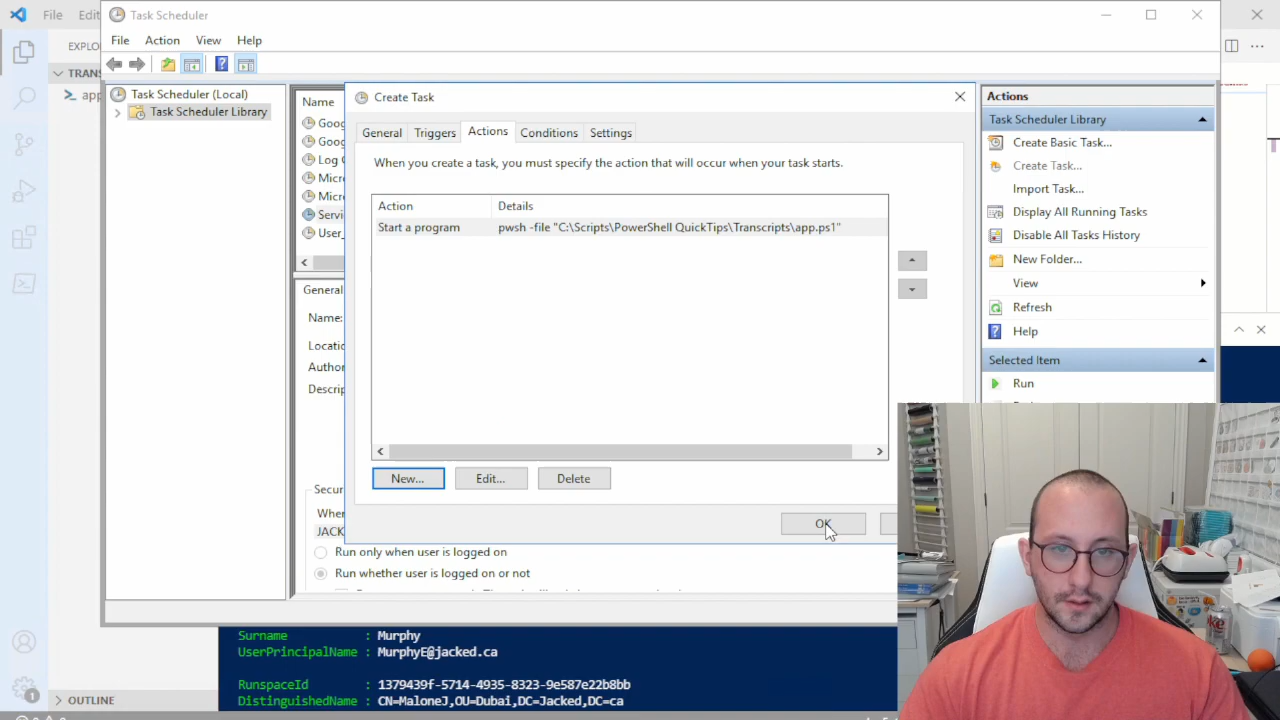 File Edit
Task Scheduler
File Action View Help
EXPLO
TRANS
app
Task Scheduler (Local)
Task Scheduler Library
Name
Goog
Goog
Log
Micr
Micr
Servi
User_
General
Name:
Locatio
Author
Descrip
Secur
When
JACK
Run only when user is logged on
Run whether user is logged on or not
Create Task
General Triggers Actions Conditions Settings
When you create a task, you must specify the action that will occur when your task starts.
Action Details
Start a program pwsh -file "C:\Scripts\PowerShell QuickTips\Transcripts\app.ps1"
New... Edit... Delete
OK
Actions
Task Scheduler Library
Create Basic Task...
Create Task...
Import Task...
Display All Running Tasks
Disable All Tasks History
New Folder...
View
Refresh
Help
Selected Item
Run
Surname : Murphy
UserPrincipalName : MurphyE@jacked.ca
RunspaceId : 1379439f-5714-4935-8323-9e587e22b8bb
DistinguishedName : CN=MaloneJ,OU=Dubai,DC=Jacked,DC=ca
OUTLINE
1